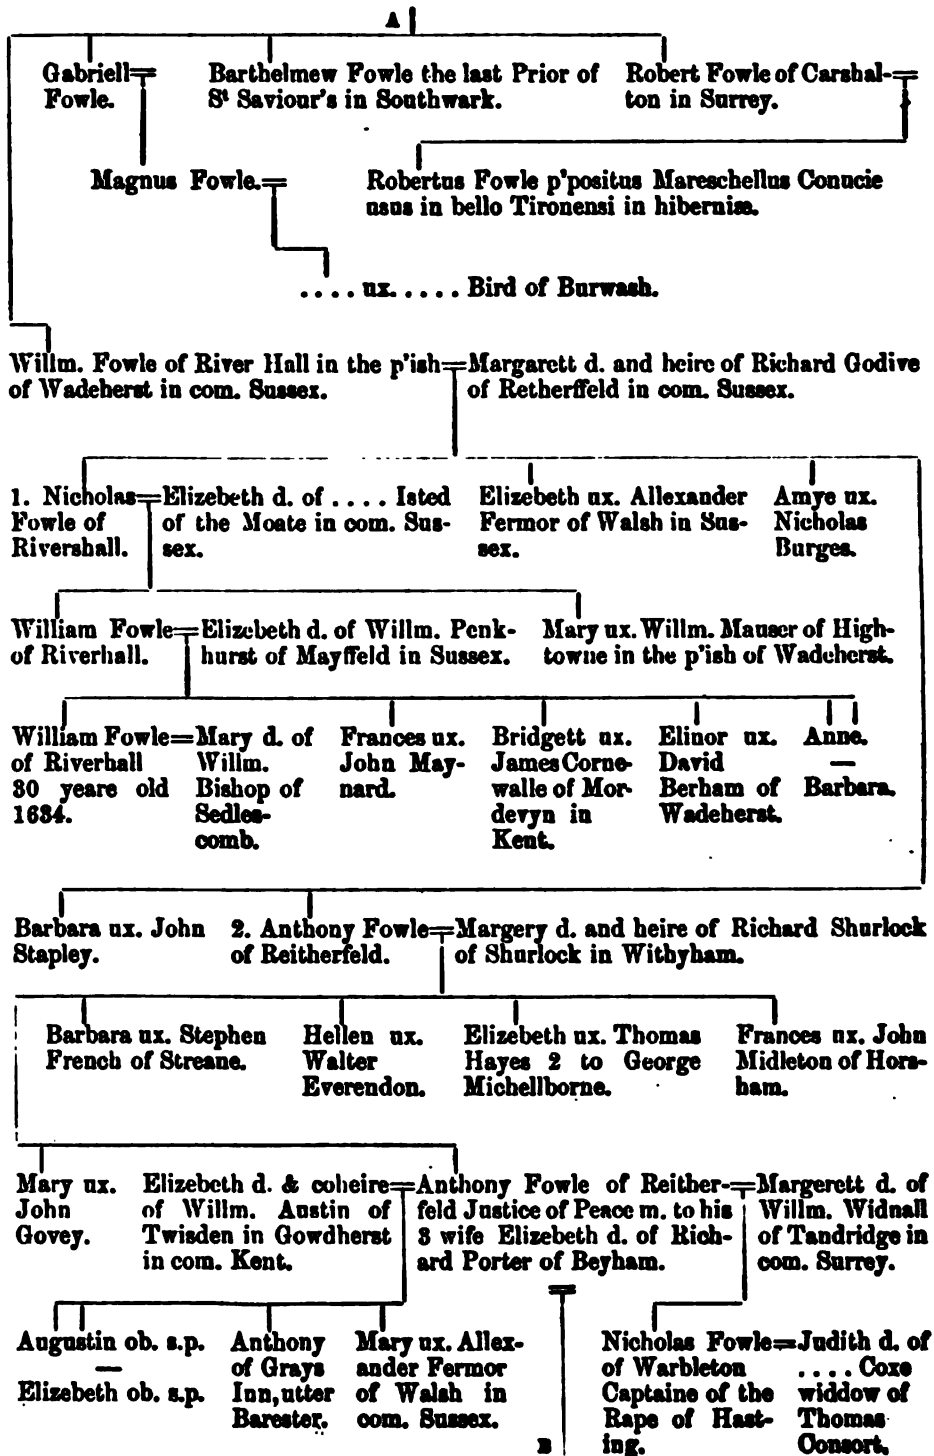 A
Gabriell=
Fowle.
Barthelmew Fowle the last Prior of
St Saviour's in Southwark.
Robert Fowle of Carshal-=
ton in Surrey.
Magnus Fowle.=
Robertus Fowle p'positus Mareschellus Conucie
usus in bello Tironensi in hiberniæ.
.... ux..... Bird of Burwash.
Willm. Fowle of River Hall in the p'ish=
of Wadeherst in com. Sussex.
Margarett d. and heire of Richard Godive
of Retherffeld in com. Sussex.
1. Nicholas=
Fowle of
Rivershall.
Elizebeth d. of .... Isted
of the Moate in com. Sus-
sex.
Elizebeth ux. Allexander
Fermor of Walsh in Sus-
sex.
Amye ux.
Nicholas
Burges.
William Fowle=
of Riverhall.
Elizebeth d. of Willm. Penk-
hurst of Mayffeld in Sussex.
Mary ux. Willm. Manser of High-
towne in the p'ish of Wadeherst.
William Fowle=
of Riverhall
30 yeare old
1634.
Mary d. of
Willm.
Bishop of
Sedles-
comb.
Frances ux.
John May-
nard.
Bridgett ux.
James Corne-
walle of Mor-
devyn in
Kent.
Elinor ux.
David
Berham of
Wadeherst.
Anne.
—
Barbara.
Barbara ux. John
Stapley.
2. Anthony Fowle=
of Reitherfeld.
Margery d. and heire of Richard Shurlock
of Shurlock in Withyham.
Barbara ux. Stephen
French of Streane.
Hellen ux.
Walter
Everendon.
Elizebeth ux. Thomas
Hayes 2 to George
Michellborne.
Frances ux. John
Midleton of Hors-
ham.
Mary ux.
John
Govey.
Elizebeth d. & coheire=
of Willm. Austin of
Twisden in Gowdherst
in com. Kent.
Anthony Fowle of Reither-=
feld Justice of Peace m. to his
3 wife Elizebeth d. of Rich-
ard Porter of Beyham.
Margerett d. of
Willm. Widnall
of Tandridge in
com. Surrey.
Augustin ob. s.p.
—
Elizebeth ob. s.p.
Anthony
of Grays
Inn, utter
Barester.
Mary ux. Allex-
ander Fermor
of Walsh in
com. Sussex.
B
Nicholas Fowle=
of Warbleton
Captaine of the
Rape of Hast-
ing.
Judith d. of
.... Coxe
widdow of
Thomas
Consort.